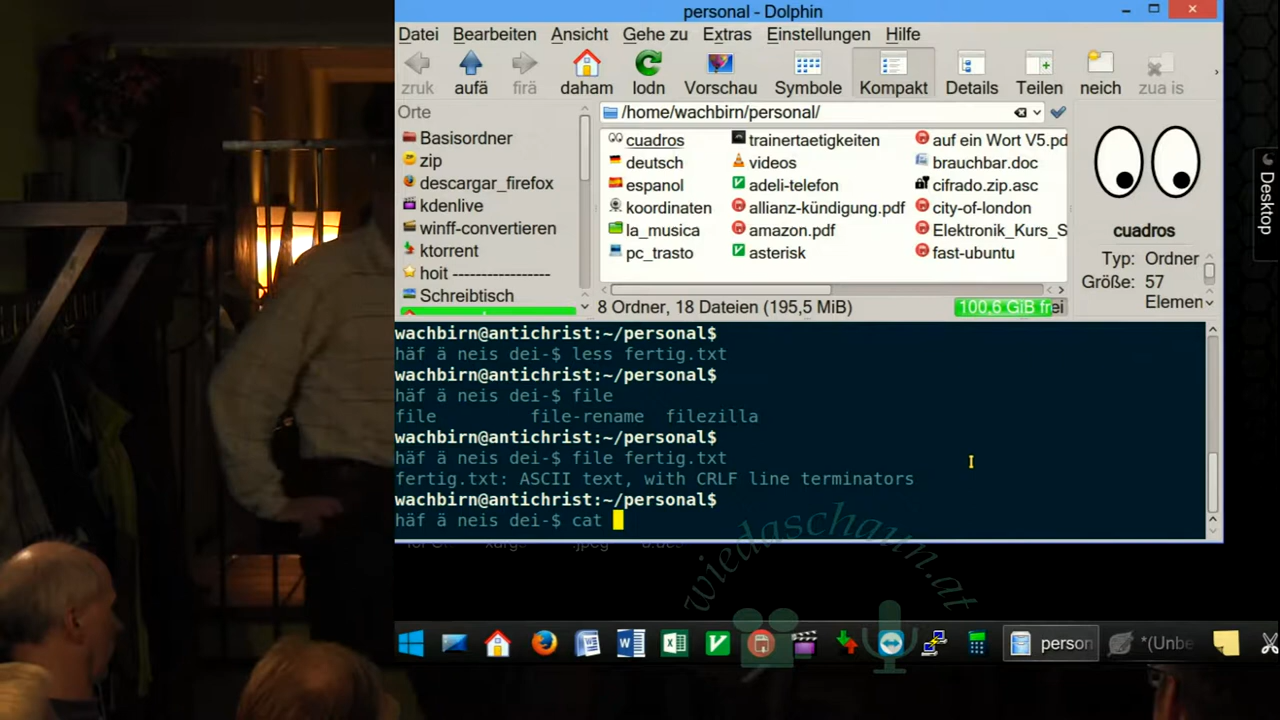 personal - Dolphin
Datei Bearbeiten Ansicht Gehe zu Extras Einstellungen Hilfe
zruk aufä firä daham lodn Vorschau Symbole Kompakt Details Teilen neich zua is
Orte
/home/wachbirn/personal/
Basisordner
zip
descargar_firefox
kdenlive
winff-convertieren
ktorrent
hoit -----------------
Schreibtisch
cuadros trainertaetigkeiten auf ein Wort V5.pd
deutsch videos brauchbar.doc
espanol adeli-telefon cifrado.zip.asc
koordinaten allianz-kündigung.pdf city-of-london
la_musica amazon.pdf Elektronik_Kurs_S
pc_trasto asterisk fast-ubuntu
8 Ordner, 18 Dateien (195,5 MiB) 100,6 GiB frei
cuadros
Typ: Ordner
Größe: 57
Elemen
Desktop
wachbirn@antichrist:~/personal$
häf ä neis dei-$ less fertig.txt
wachbirn@antichrist:~/personal$
häf ä neis dei-$ file
file file-rename filezilla
wachbirn@antichrist:~/personal$
häf ä neis dei-$ file fertig.txt
fertig.txt: ASCII text, with CRLF line terminators
wachbirn@antichrist:~/personal$
häf ä neis dei-$ cat
wiedaschaun.at
person
*(Unbe